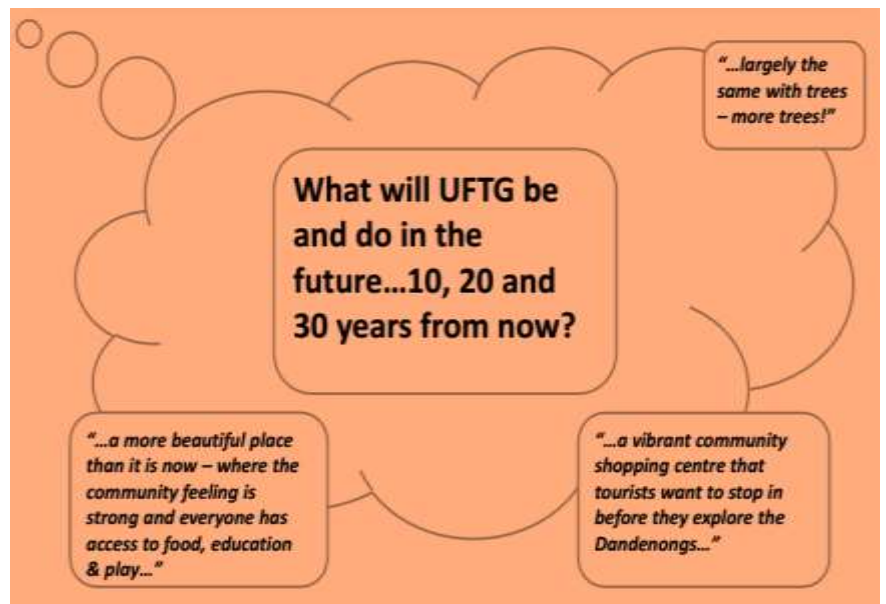 “…largely the
same with trees
– more trees!”
What will UFTG be
and do in the
future…10, 20 and
30 years from now?
“…a more beautiful place
than it is now – where the
community feeling is
strong and everyone has
access to food, education
& play…”
“…a vibrant community
shopping centre that
tourists want to stop in
before they explore the
Dandenongs…”